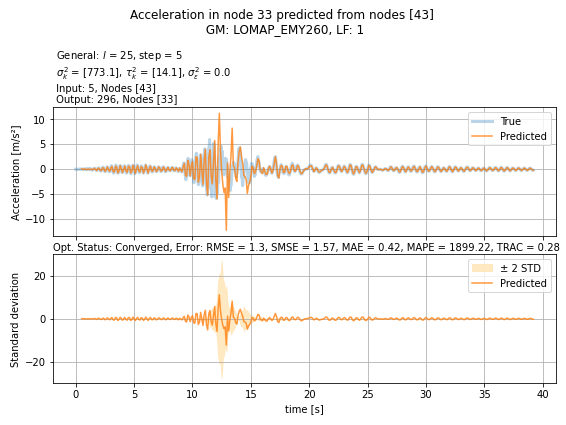 Acceleration in node 33 predicted from nodes [43]
GM: LOMAP_EMY260, LF: 1
General: l = 25, step = 5
σ²ₖ = [773.1], τ²ₖ = [14.1], σ²ε = 0.0
Input: 5, Nodes [43]
Output: 296, Nodes [33]
10
5
0
−5
−10
Acceleration [m/s²]
True
Predicted
Opt. Status: Converged, Error: RMSE = 1.3, SMSE = 1.57, MAE = 0.42, MAPE = 1899.22, TRAC = 0.28
20
0
−20
Standard deviation
± 2 STD
Predicted
0 5 10 15 20 25 30 35 40
time [s]